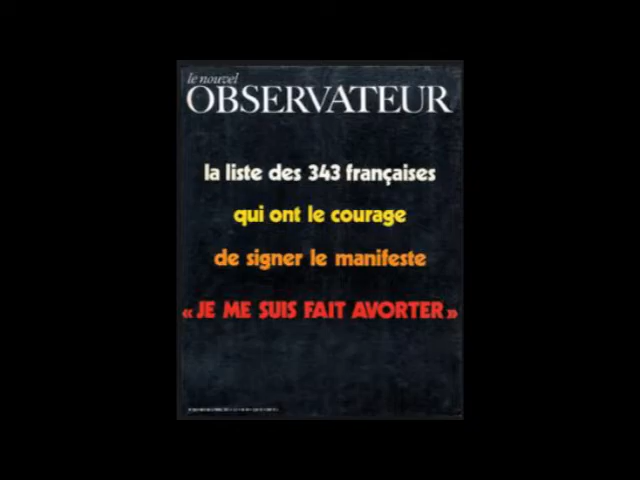 le nouvel
OBSERVATEUR
la liste des 343 françaises
qui ont le courage
de signer le manifeste
« JE ME SUIS FAIT AVORTER »